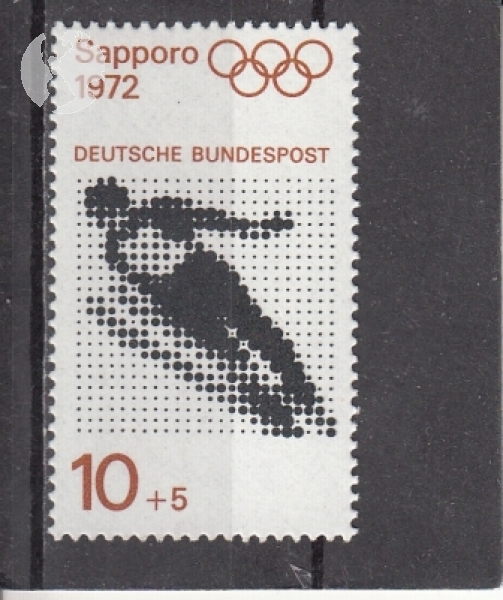 Sapporo
1972
DEUTSCHE BUNDESPOST
10 +5